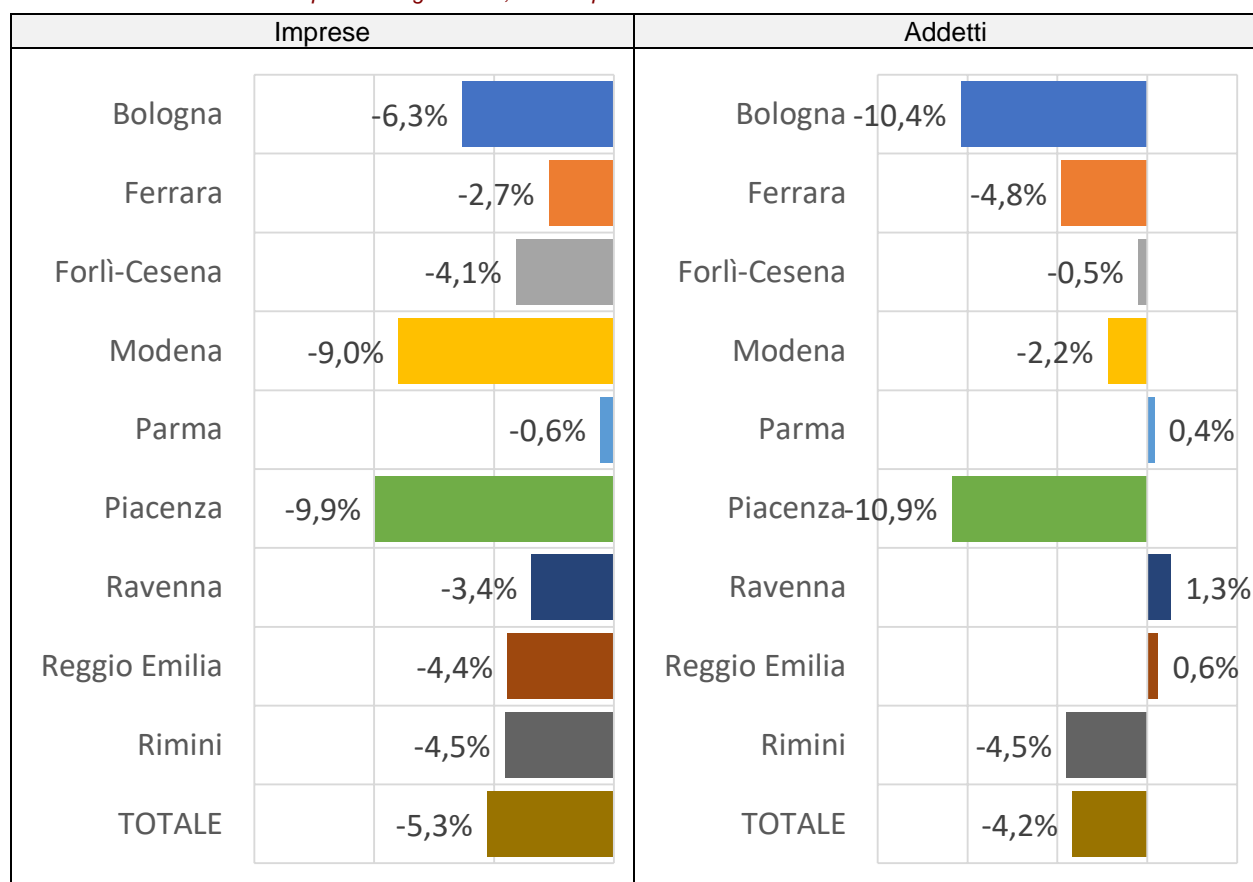 Imprese
Addetti
Bologna -6,3%
Ferrara -2,7%
Forlì-Cesena -4,1%
Modena -9,0%
Parma -0,6%
Piacenza -9,9%
Ravenna -3,4%
Reggio Emilia -4,4%
Rimini -4,5%
TOTALE -5,3%
Bologna -10,4%
Ferrara -4,8%
Forlì-Cesena -0,5%
Modena -2,2%
Parma 0,4%
Piacenza -10,9%
Ravenna 1,3%
Reggio Emilia 0,6%
Rimini -4,5%
TOTALE -4,2%